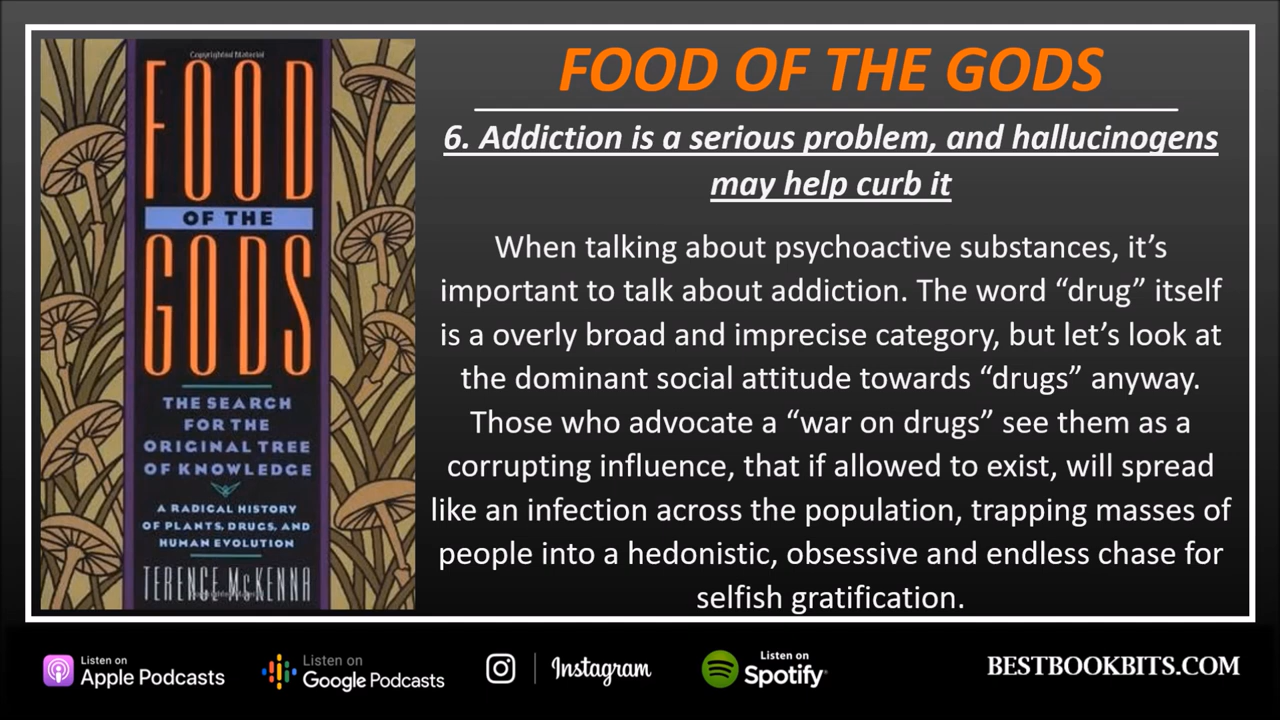 Copyrighted Material
FOOD
OF THE
GODS
THE SEARCH
FOR THE
ORIGINAL TREE
OF KNOWLEDGE
A RADICAL HISTORY
OF PLANTS, DRUGS, AND
HUMAN EVOLUTION
TERENCE McKENNA
FOOD OF THE GODS
6. Addiction is a serious problem, and hallucinogens
may help curb it
When talking about psychoactive substances, it’s
important to talk about addiction. The word “drug” itself
is a overly broad and imprecise category, but let’s look at
the dominant social attitude towards “drugs” anyway.
Those who advocate a “war on drugs” see them as a
corrupting influence, that if allowed to exist, will spread
like an infection across the population, trapping masses of
people into a hedonistic, obsessive and endless chase for
selfish gratification.
Listen on
Apple Podcasts
Listen on
Google Podcasts
Instagram
Listen on
Spotify
BESTBOOKBITS.COM